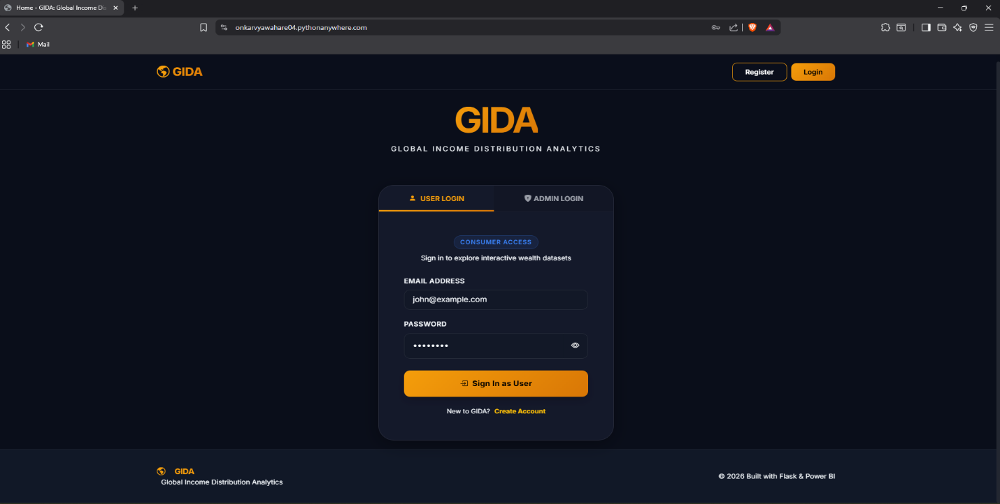 Home - GIDA: Global Income Di
onkarvyawahare04.pythonanywhere.com
Mail
GIDA
Register
Login
GIDA
GLOBAL INCOME DISTRIBUTION ANALYTICS
USER LOGIN
ADMIN LOGIN
CONSUMER ACCESS
Sign in to explore interactive wealth datasets
EMAIL ADDRESS
john@example.com
PASSWORD
••••••••
Sign In as User
New to GIDA? Create Account
GIDA
Global Income Distribution Analytics
© 2026 Built with Flask & Power BI